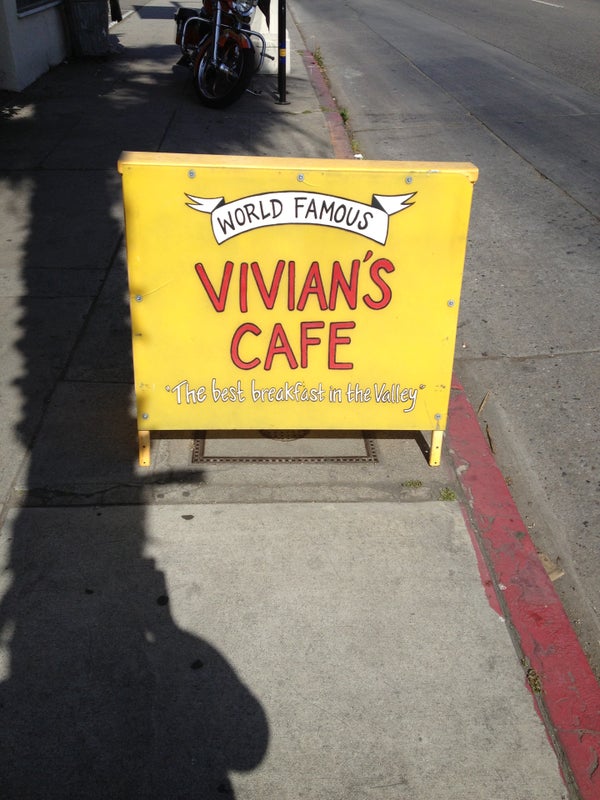 WORLD FAMOUS
VIVIAN'S
CAFE
"The best breakfast in the Valley"